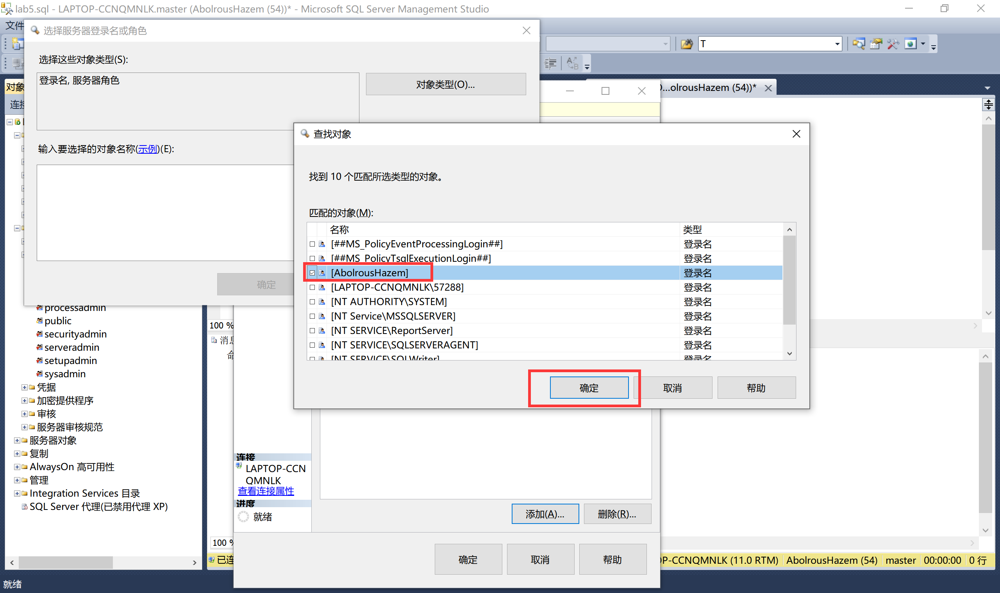 lab5.sql - LAPTOP-CCNQMNLK.master (AbolrousHazem (54))* - Microsoft SQL Server Management Studio
文件
选择服务器登录名或角色
T
选择这些对象类型(S):
登录名, 服务器角色
对象类型(O)...
...olrousHazem (54))*
对象
连接
查找对象
输入要选择的对象名称(示例)(E):
找到 10 个匹配所选类型的对象。
匹配的对象(M):
名称 类型
[##MS_PolicyEventProcessingLogin##] 登录名
[##MS_PolicyTsqlExecutionLogin##] 登录名
[AbolrousHazem] 登录名
[LAPTOP-CCNQMNLK\57288] 登录名
[NT AUTHORITY\SYSTEM] 登录名
[NT Service\MSSQLSERVER] 登录名
[NT SERVICE\ReportServer] 登录名
[NT SERVICE\SQLSERVERAGENT] 登录名
[NT SERVICE\SQLWriter] 登录名
确定 取消 帮助
确定
processadmin
public
securityadmin
serveradmin
setupadmin
sysadmin
凭据
加密提供程序
审核
服务器审核规范
服务器对象
复制
AlwaysOn 高可用性
管理
Integration Services 目录
SQL Server 代理(已禁用代理 XP)
100 %
消息
命
100 %
连接
LAPTOP-CCN
QMNLK
查看连接属性
进度
就绪
添加(A)... 删除(R)...
确定 取消 帮助
已连
OP-CCNQMNLK (11.0 RTM) AbolrousHazem (54) master 00:00:00 0 行
就绪